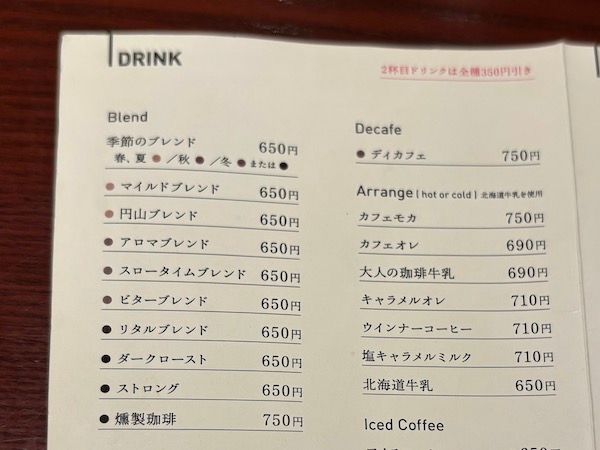 DRINK
2杯目ドリンクは全種350円引き
Blend
季節のブレンド 650円
春、夏 ● ／秋 ● ／冬 ● または ●
● マイルドブレンド 650円
● 円山ブレンド 650円
● アロマブレンド 650円
● スロータイムブレンド 650円
● ビターブレンド 650円
● リタルブレンド 650円
● ダークロースト 650円
● ストロング 650円
● 燻製珈琲 750円
Decafe
● ディカフェ 750円
Arrange [ hot or cold ] 北海道牛乳を使用
カフェモカ 750円
カフェオレ 690円
大人の珈琲牛乳 690円
キャラメルオレ 710円
ウインナーコーヒー 710円
塩キャラメルミルク 710円
北海道牛乳 650円
Iced Coffee